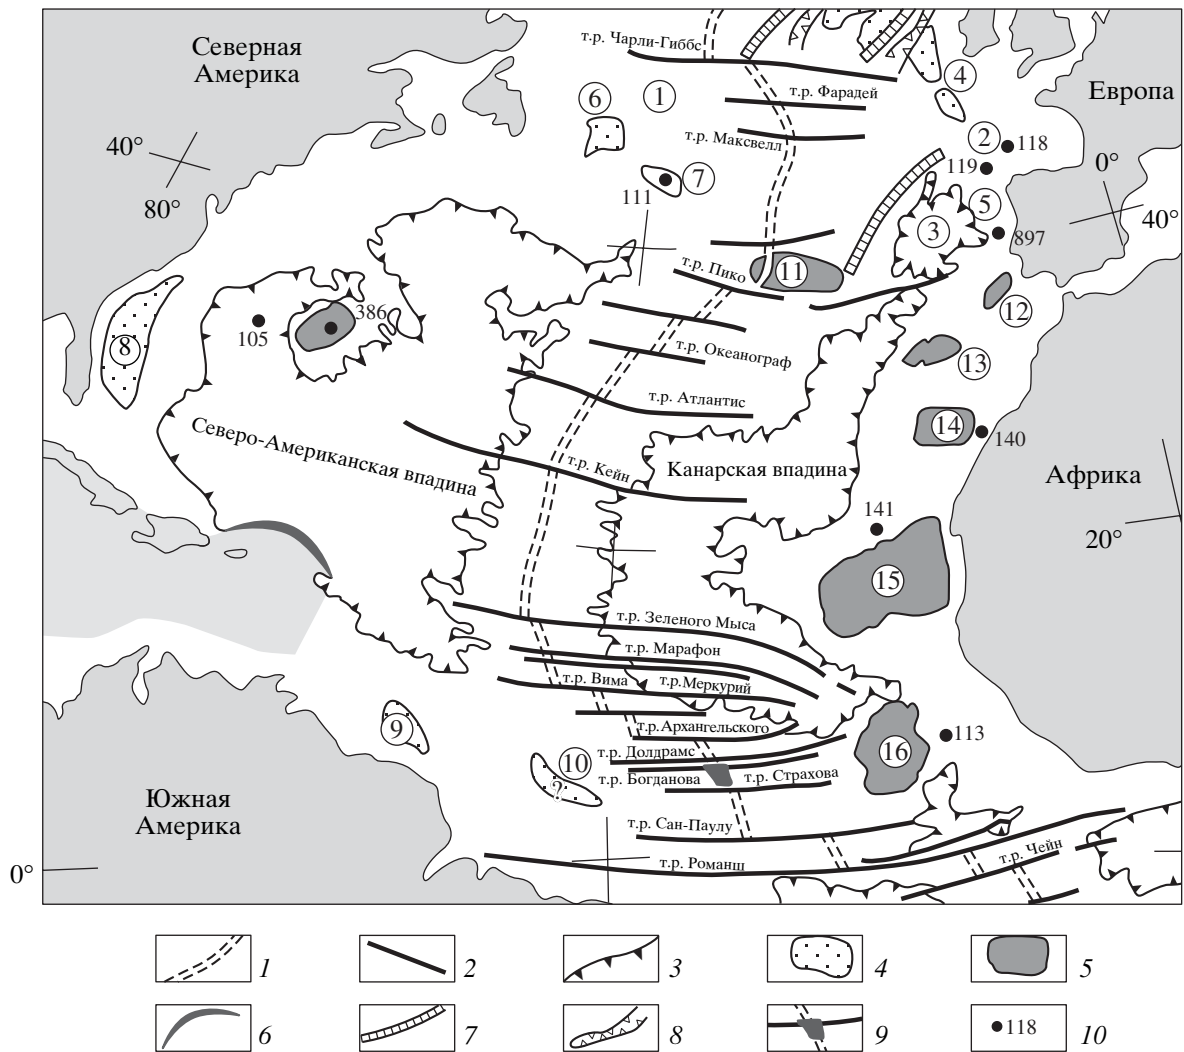 Северная
Америка
т.р. Чарли-Гиббс
4
Европа
6
1
т.р. Фарадей
40°
80°
т.р. Максвелл
2
118
119
0°
111
7
5
40°
3
897
т.р. Пико
11
12
8
105
386
т.р. Океанограф
13
т.р. Атлантис
14
140
Северо-Американская впадина
т.р. Кейн
Канарская впадина
Африка
141
20°
15
т.р. Зеленого Мыса
т.р. Марафон
т.р. Вима
т.р.Меркурий
9
т.р.Архангельского
113
16
10
?
т.р. Долдрамс
т.р. Богданова
т.р. Страхова
Южная
Америка
т.р. Сан-Паулу
т.р. Романш
т.р. Чейн
0°
1
2
3
4
5
6
7
8
9
118
10